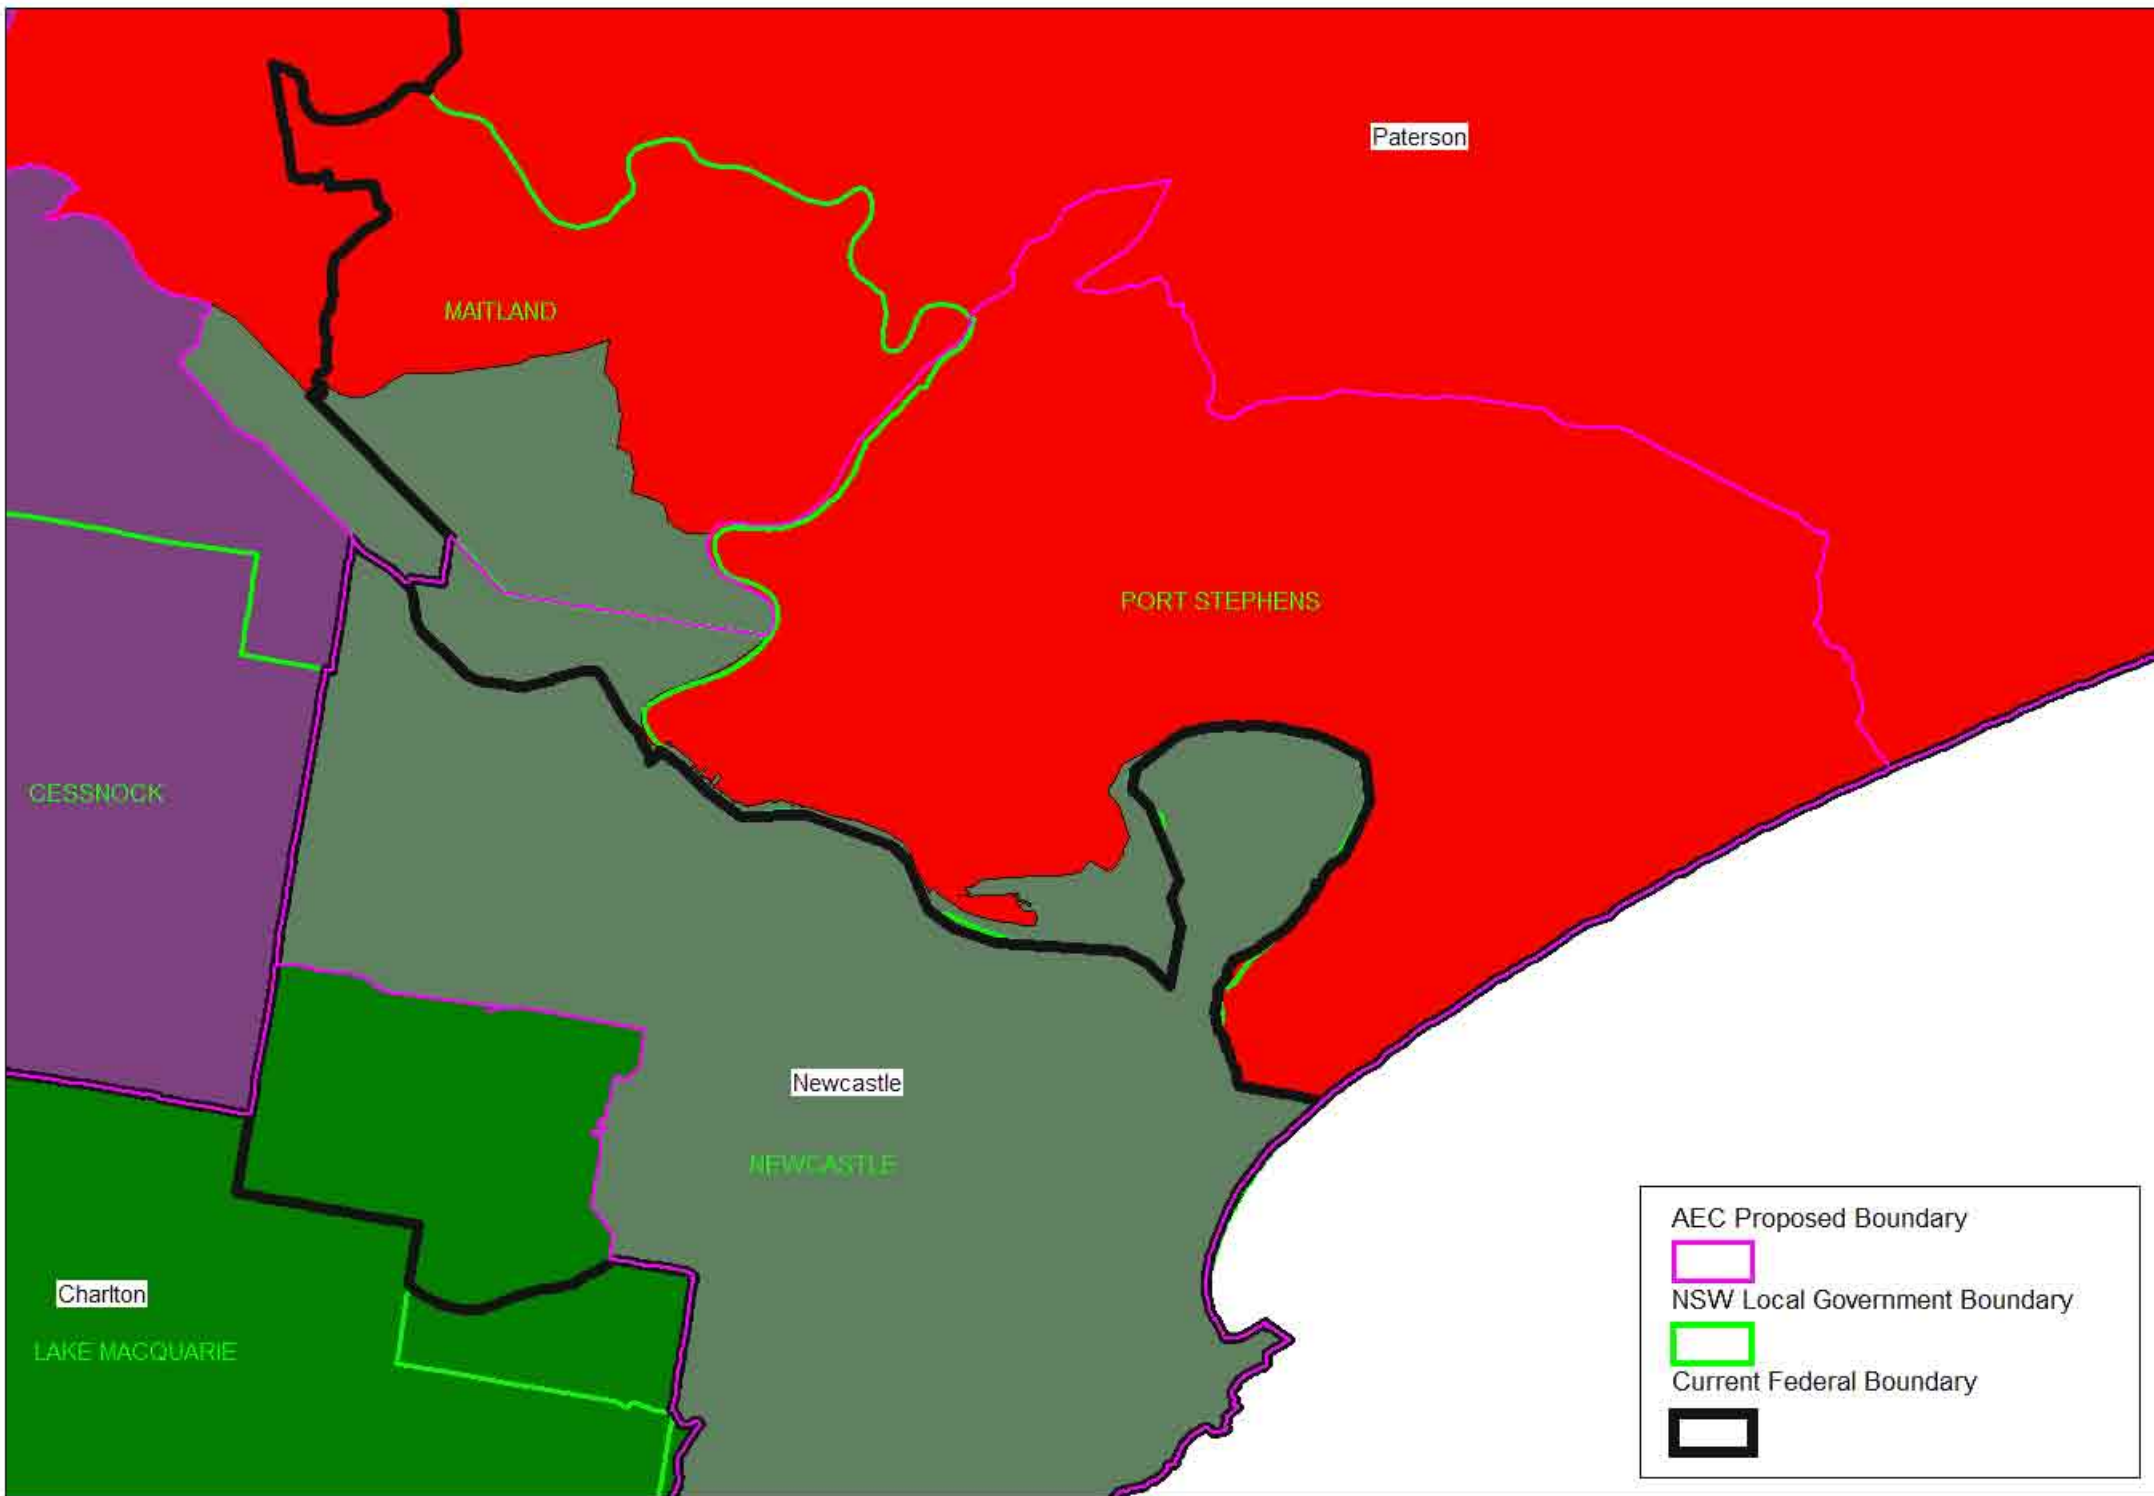 Paterson
MAITLAND
PORT STEPHENS
CESSNOCK
Newcastle
NEWCASTLE
Charlton
LAKE MACQUARIE
AEC Proposed Boundary
NSW Local Government Boundary
Current Federal Boundary